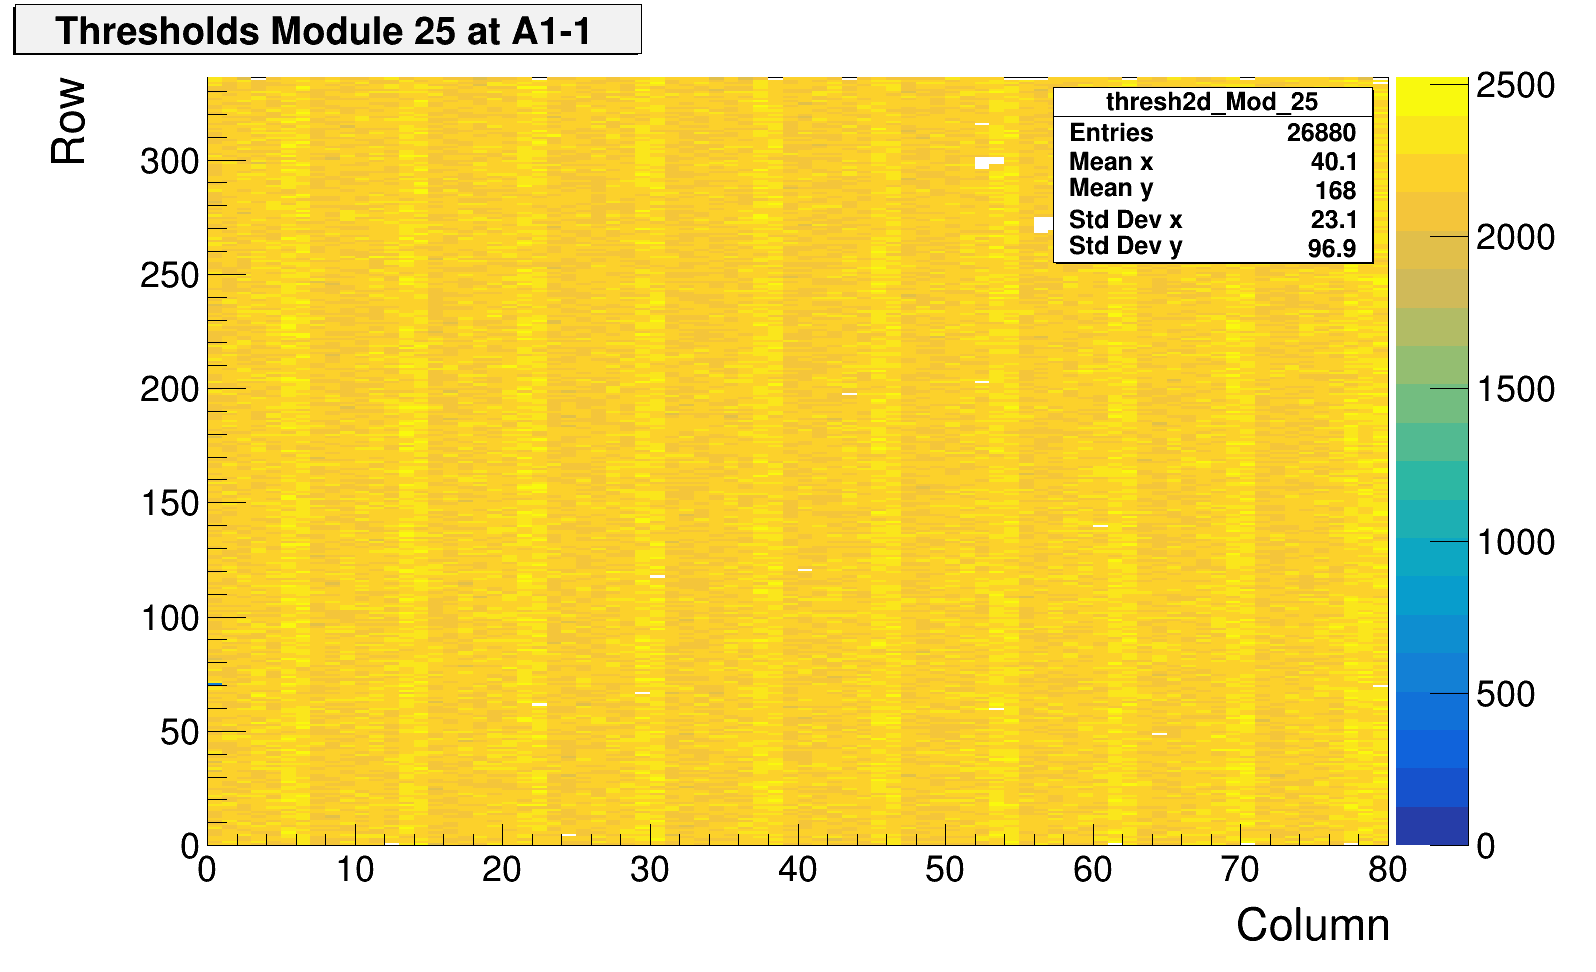 Thresholds Module 25 at A1-1
Row
thresh2d_Mod_25
Entries 26880
Mean x 40.1
Mean y 168
Std Dev x 23.1
Std Dev y 96.9
300
250
200
150
100
50
0
0 10 20 30 40 50 60 70 80
Column
2500
2000
1500
1000
500
0